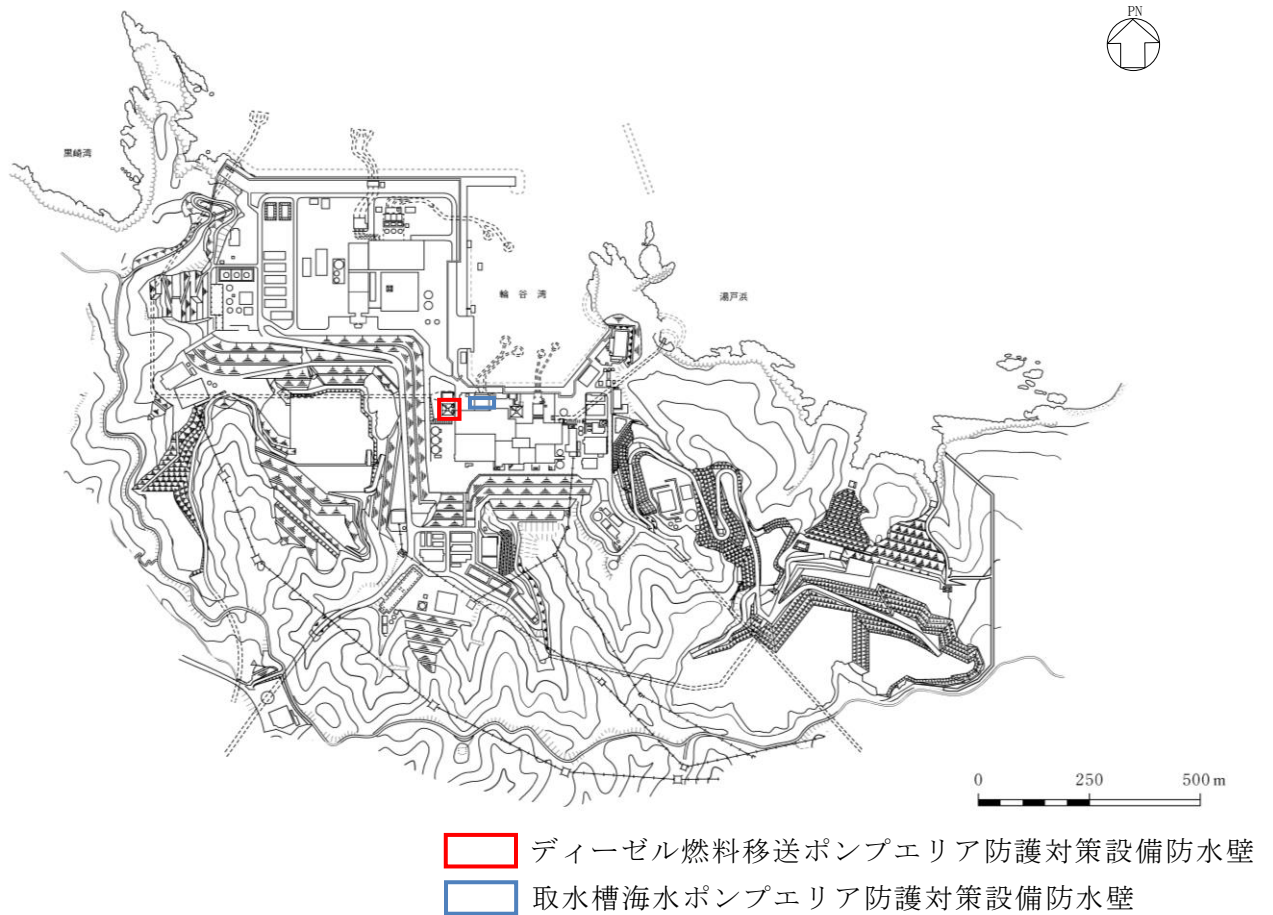 PN
黒崎湾
輪谷湾
湯戸浜
0 250 500m
ディーゼル燃料移送ポンプエリア防護対策設備防水壁
取水槽海水ポンプエリア防護対策設備防水壁